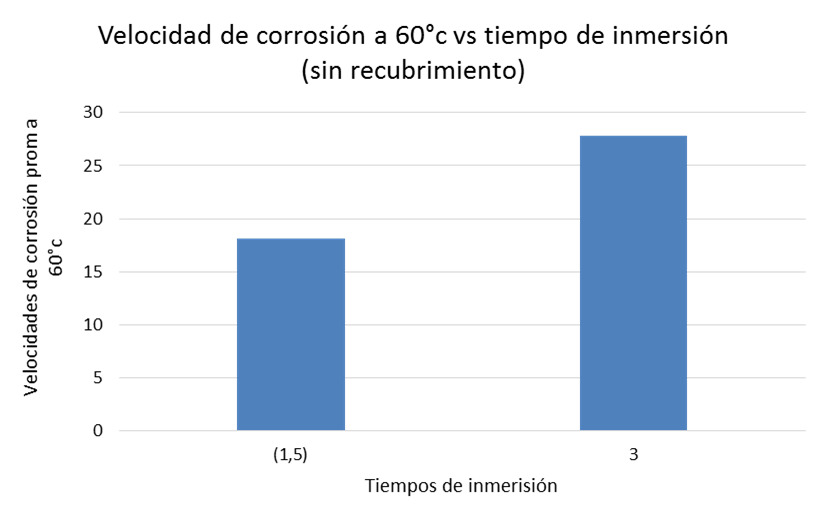 Velocidad de corrosión a 60°c vs tiempo de inmersión
(sin recubrimiento)
Velocidades de corrosión prom a
60°c
30
25
20
15
10
5
0
(1,5)
3
Tiempos de inmerisión